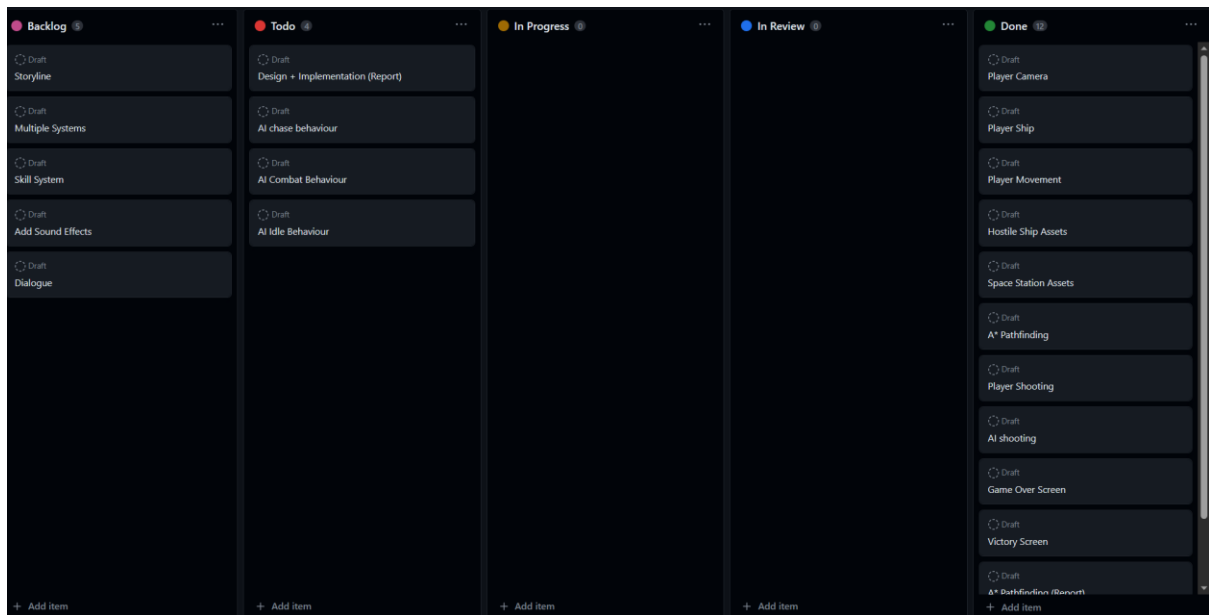 Backlog 5
Draft
Storyline
Draft
Multiple Systems
Draft
Skill System
Draft
Add Sound Effects
Draft
Dialogue
+ Add item
Todo 4
Draft
Design + Implementation (Report)
Draft
AI chase behaviour
Draft
AI Combat Behaviour
Draft
AI Idle Behaviour
+ Add item
In Progress 0
+ Add item
In Review 0
+ Add item
Done 12
Draft
Player Camera
Draft
Player Ship
Draft
Player Movement
Draft
Hostile Ship Assets
Draft
Space Station Assets
Draft
A* Pathfinding
Draft
Player Shooting
Draft
AI shooting
Draft
Game Over Screen
Draft
Victory Screen
Draft
A* Pathfinding (Report)
+ Add item